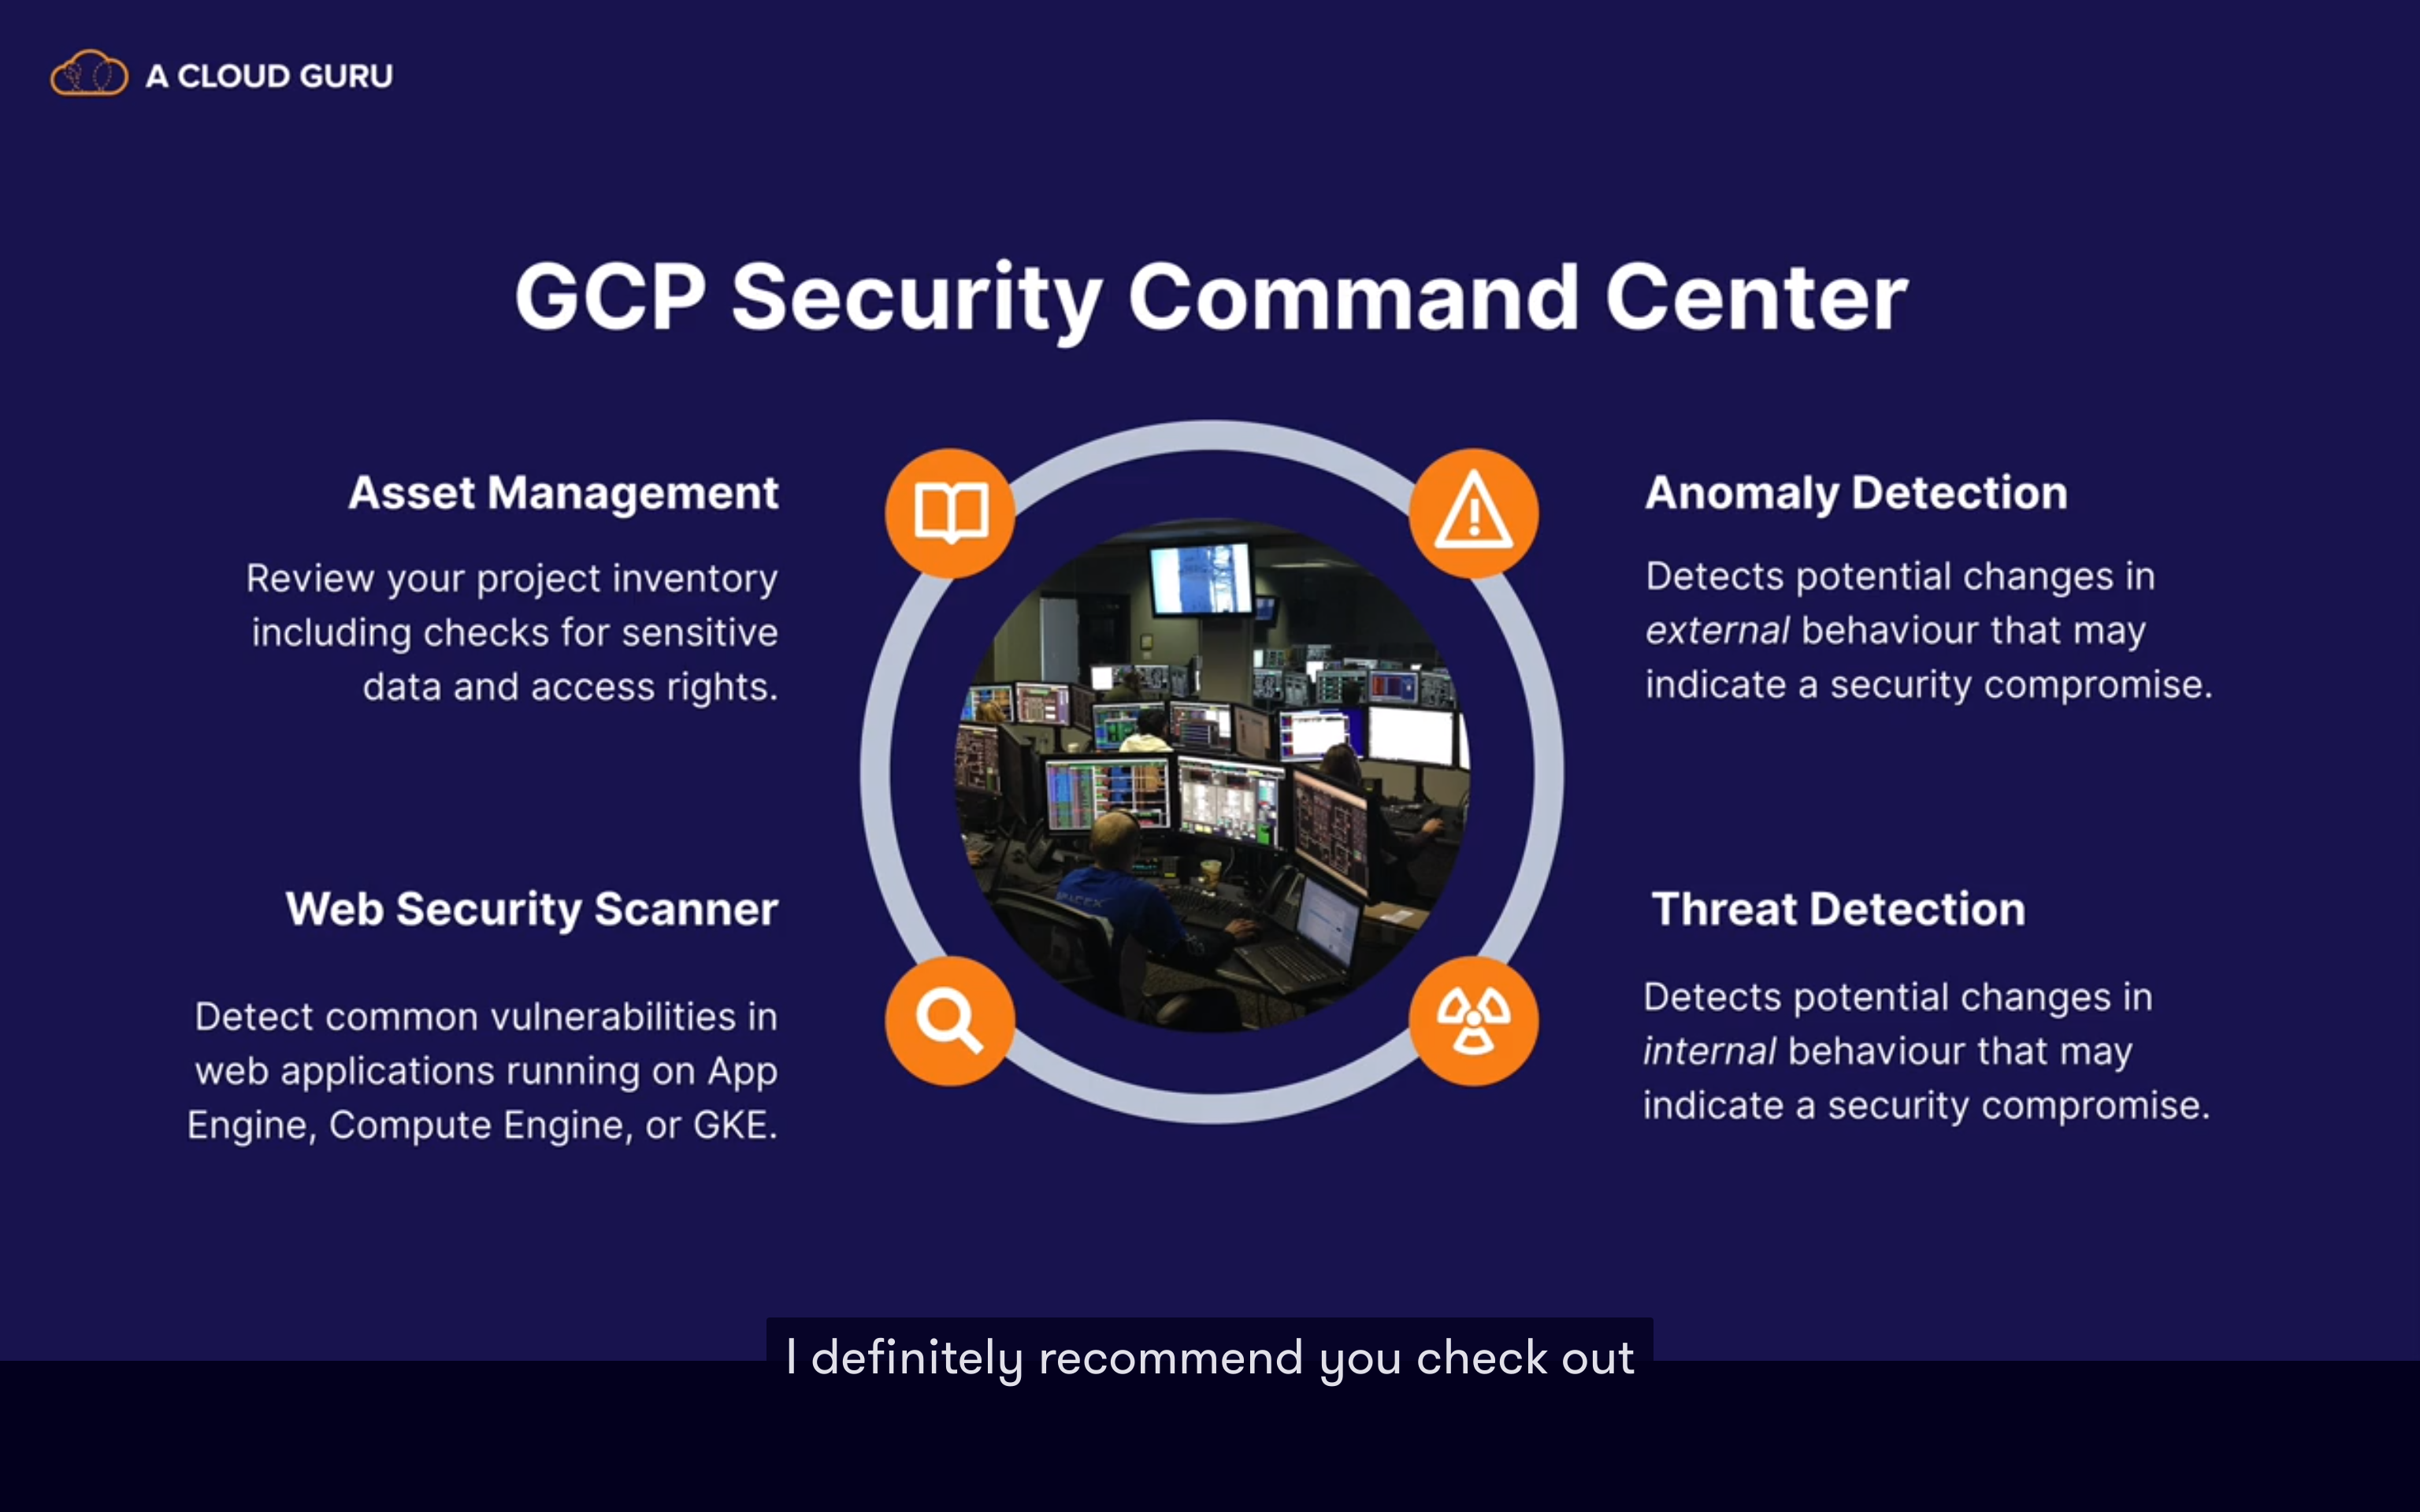 A CLOUD GURU
GCP Security Command Center
Asset Management
Review your project inventory
including checks for sensitive
data and access rights.
Anomaly Detection
Detects potential changes in
external behaviour that may
indicate a security compromise.
Web Security Scanner
Detect common vulnerabilities in
web applications running on App
Engine, Compute Engine, or GKE.
Threat Detection
Detects potential changes in
internal behaviour that may
indicate a security compromise.
SPACEX
I definitely recommend you check out